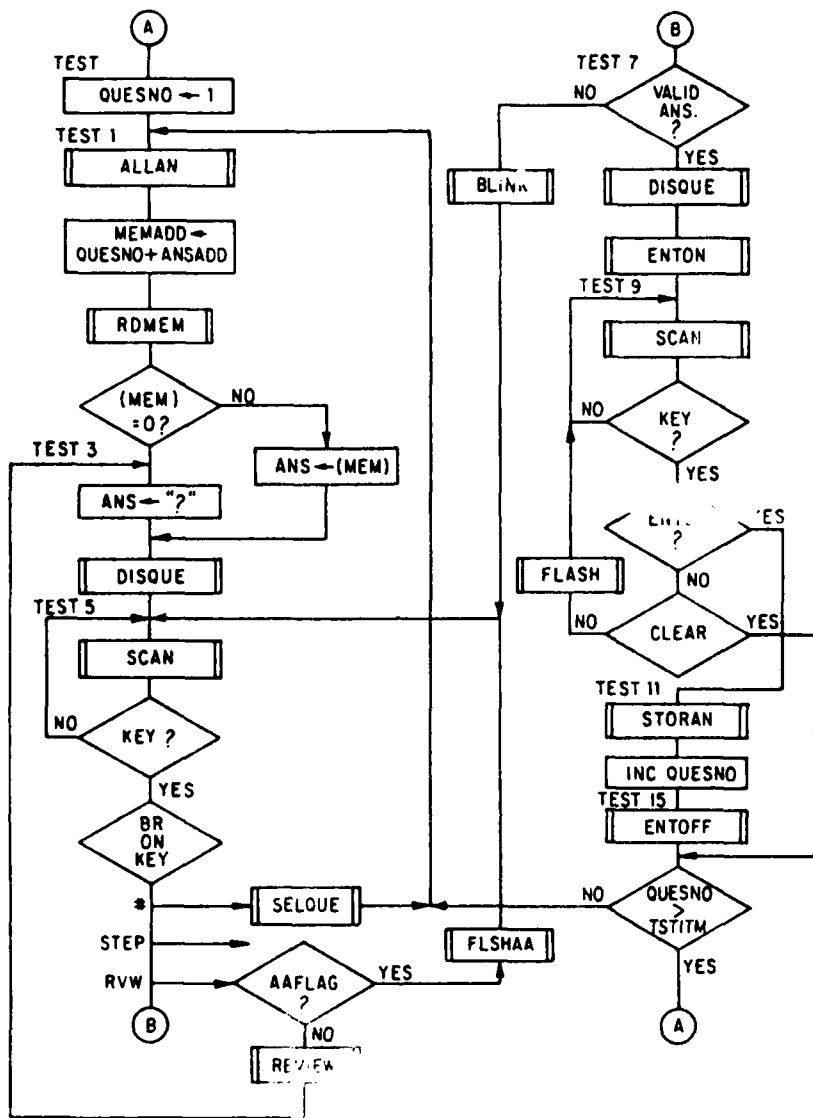 A
TEST
QUESNO ← 1
TEST 1
ALLAN
MEMADD ←
QUESNO + ANSADD
RDMEM
(MEM)
=0?
NO
TEST 3
ANS ← (MEM)
ANS ← "?"
DISQUE
TEST 5
SCAN
NO
KEY ?
YES
BR
ON
KEY
*
SELQUE
STEP
RVW
AAFLAG
?
YES
NO
B
REVIEW
FLSHAA
BLINK
B
TEST 7
NO
VALID
ANS.
?
YES
DISQUE
ENTON
TEST 9
SCAN
NO
KEY
?
YES
?
YES
NO
FLASH
NO
CLEAR
YES
TEST 11
STORAN
INC QUESNO
TEST 15
ENTOFF
NO
QUESNO
>
TSTITM
YES
A